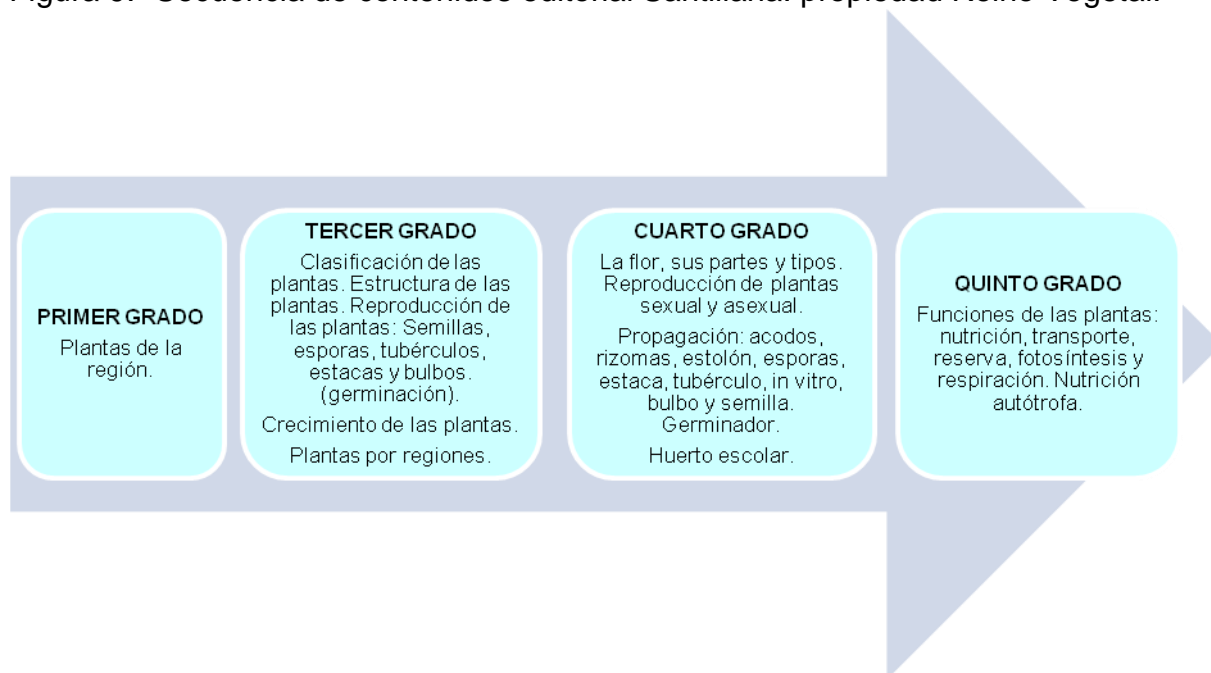 Figura 3. Secuencia de contenidos editorial Santillana: propiedad Reino Vegetal.
PRIMER GRADO
Plantas de la
región.
TERCER GRADO
Clasificación de las
plantas. Estructura de las
plantas. Reproducción de
las plantas: Semillas,
esporas, tubérculos,
estacas y bulbos.
(germinación).
Crecimiento de las plantas.
Plantas por regiones.
CUARTO GRADO
La flor, sus partes y tipos.
Reproducción de plantas
sexual y asexual.
Propagación: acodos,
rizomas, estolón, esporas,
estaca, tubérculo, in vitro,
bulbo y semilla.
Germinador.
Huerto escolar.
QUINTO GRADO
Funciones de las plantas:
nutrición, transporte,
reserva, fotosíntesis y
respiración. Nutrición
autótrofa.